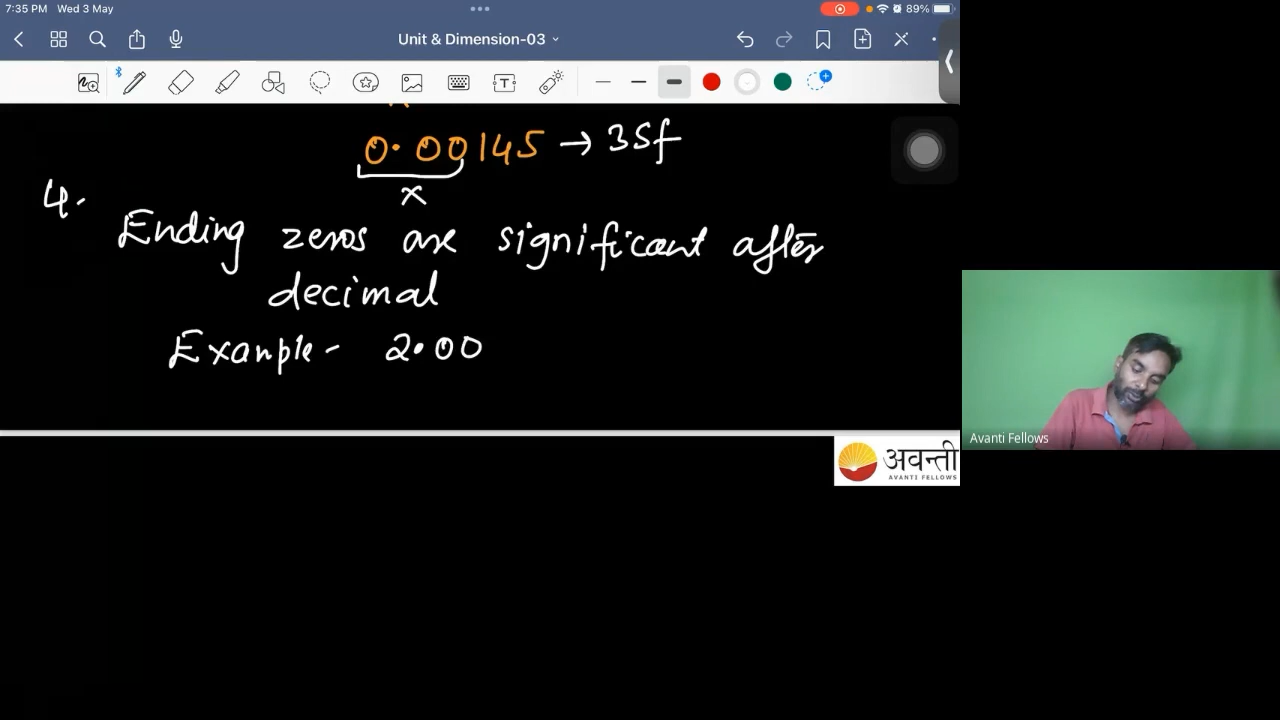 7:35 PM Wed 3 May
89%
Unit & Dimension-03
0.00145 → 3Sf
x
4.
Ending zeros are significant after
decimal
Example - 2.00
Avanti Fellows
अवन्ती
AVANTI FELLOWS